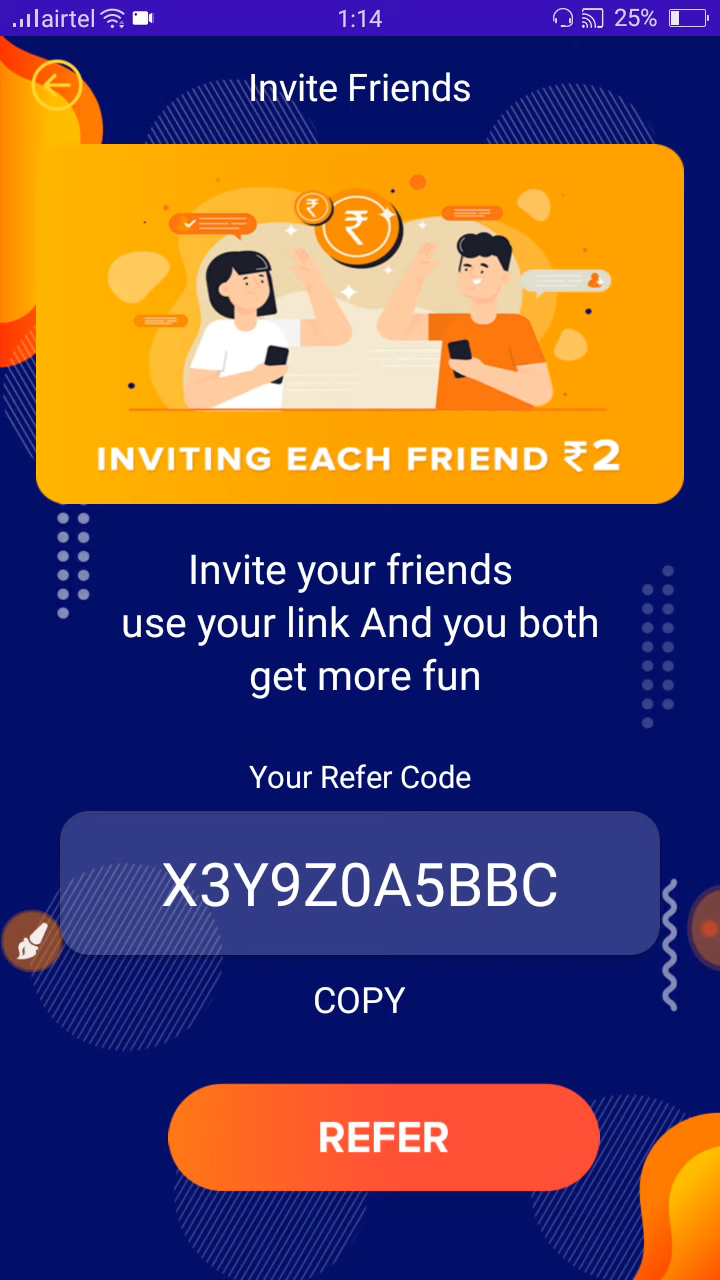 airtel 1:14 25%
Invite Friends
INVITING EACH FRIEND ₹2
Invite your friends
use your link And you both
get more fun
Your Refer Code
X3Y9Z0A5BBC
COPY
REFER